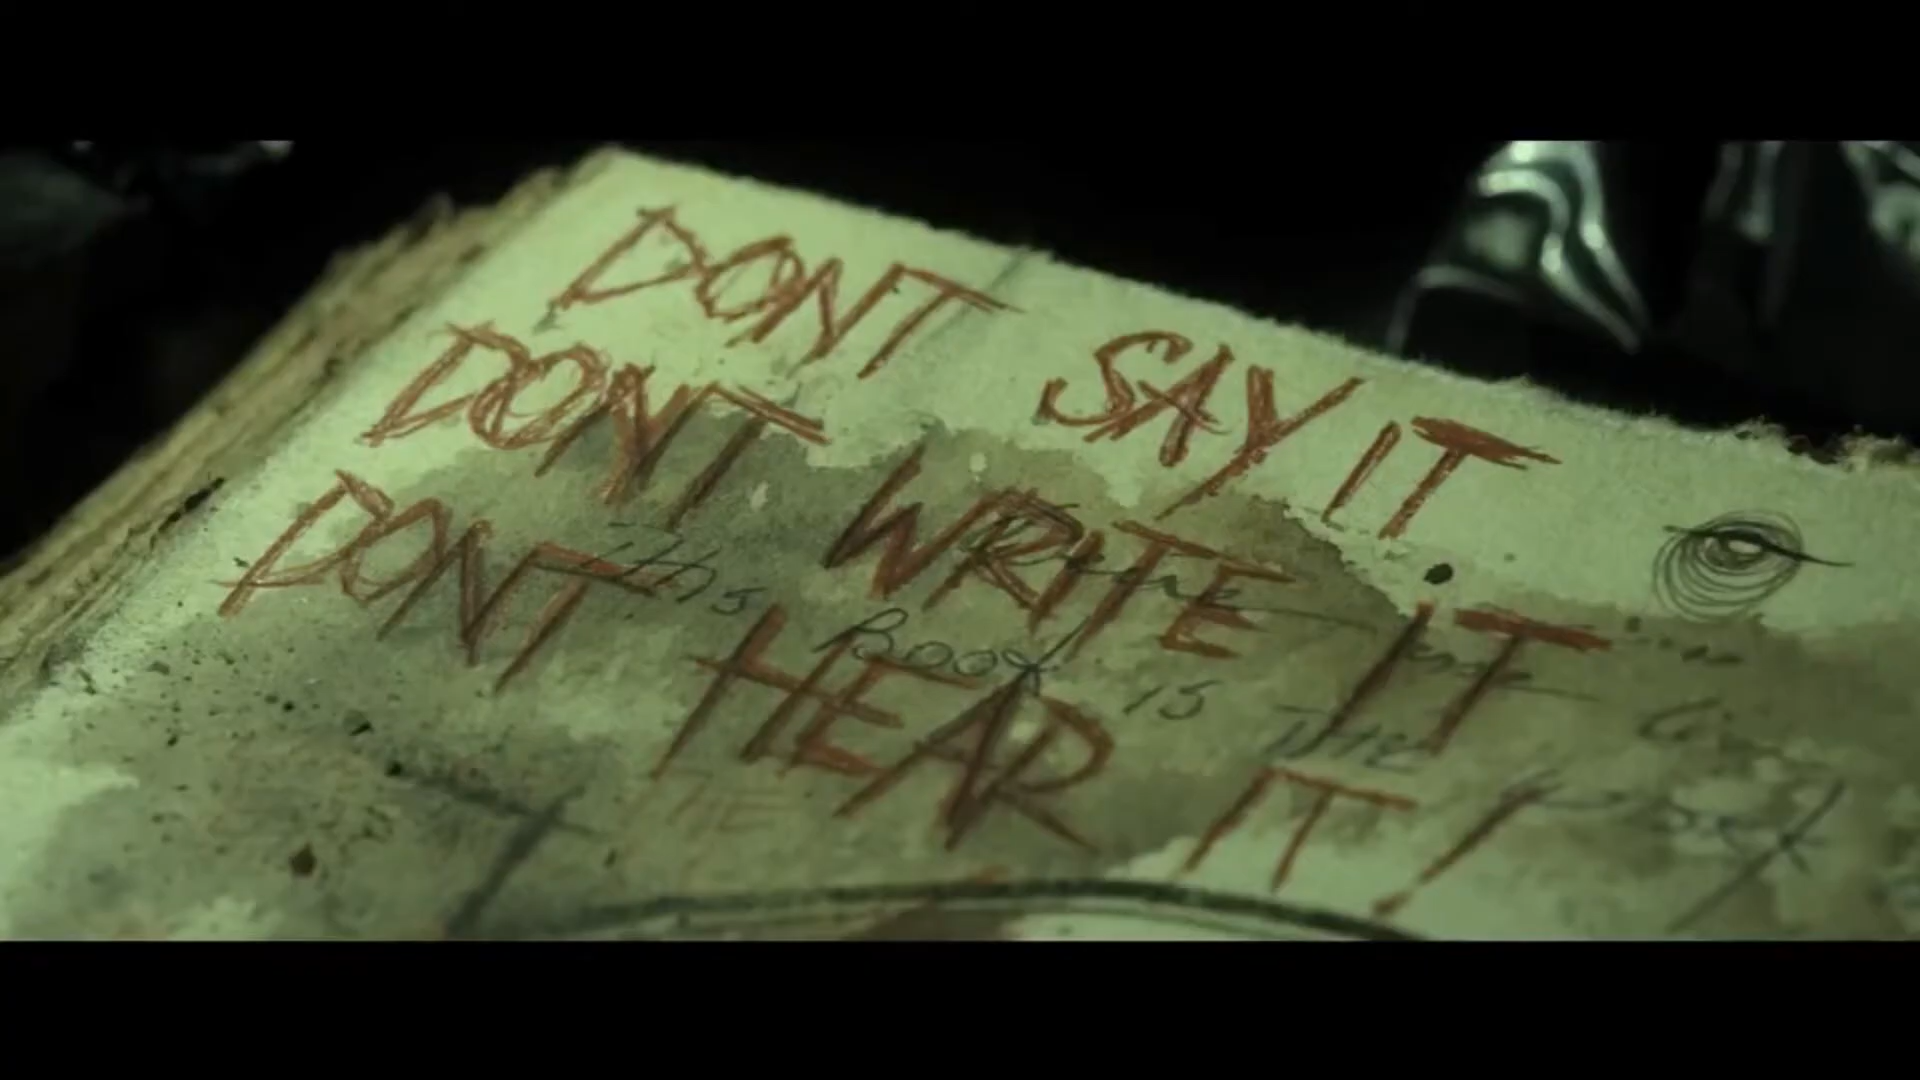 DONT SAY IT
DONT WRITE IT
DONT HEAR IT!
This
Book is THE